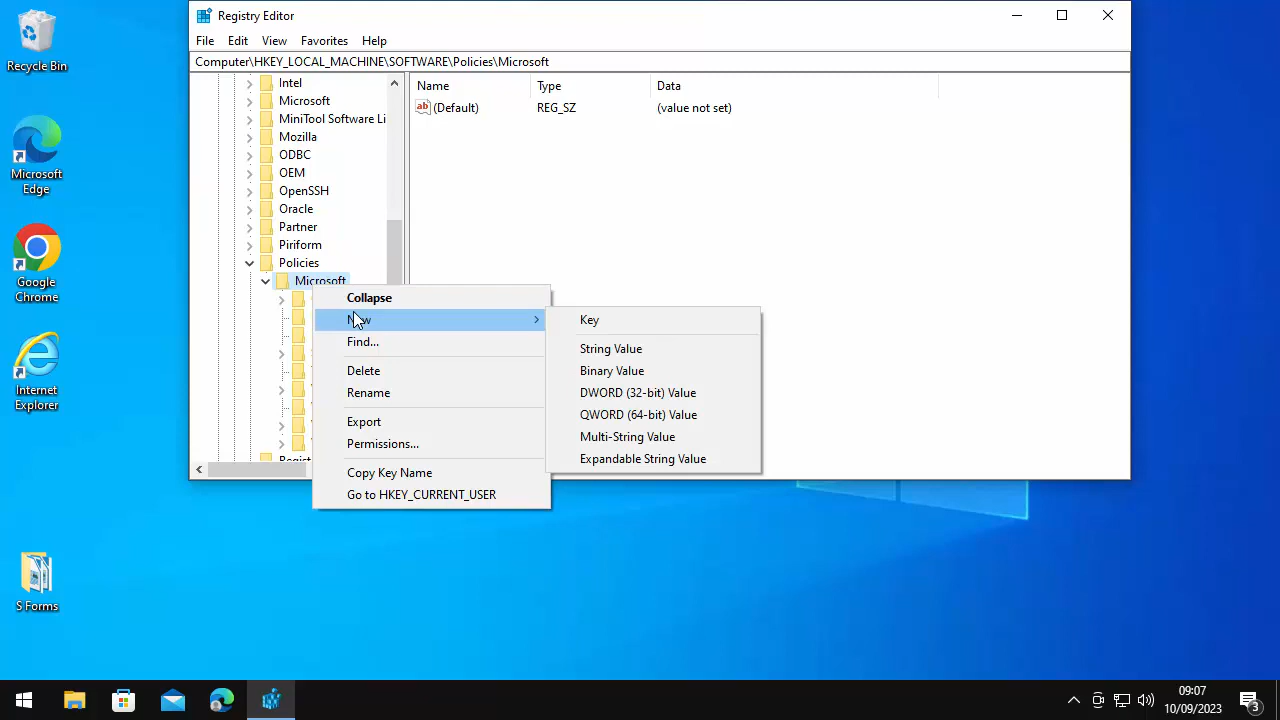 Recycle Bin
Microsoft Edge
Google Chrome
Internet Explorer
S Forms
Registry Editor
File Edit View Favorites Help
Computer\HKEY_LOCAL_MACHINE\SOFTWARE\Policies\Microsoft
Intel
Microsoft
MiniTool Software Li
Mozilla
ODBC
OEM
OpenSSH
Oracle
Partner
Piriform
Policies
Microsoft
Name Type Data
ab (Default) REG_SZ (value not set)
Collapse
New
Find...
Delete
Rename
Export
Permissions...
Copy Key Name
Go to HKEY_CURRENT_USER
Key
String Value
Binary Value
DWORD (32-bit) Value
QWORD (64-bit) Value
Multi-String Value
Expandable String Value
09:07
10/09/2023
3